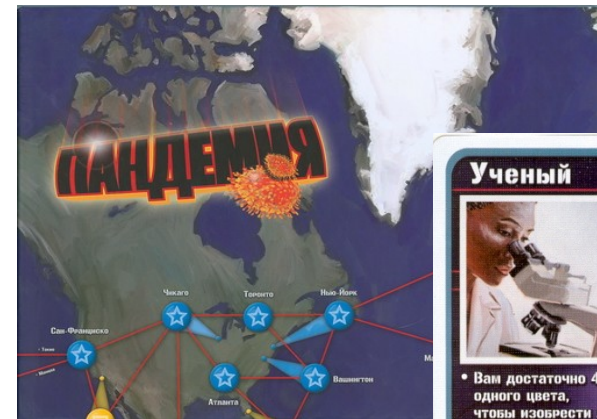 ПАНДЕМИЯ
Ученый
Чикаго
Торонто
Нью-Йорк
Сан-Франциско
Вашингтон
Атланта
• Вам достаточно 4
одного цвета,
чтобы изобрести